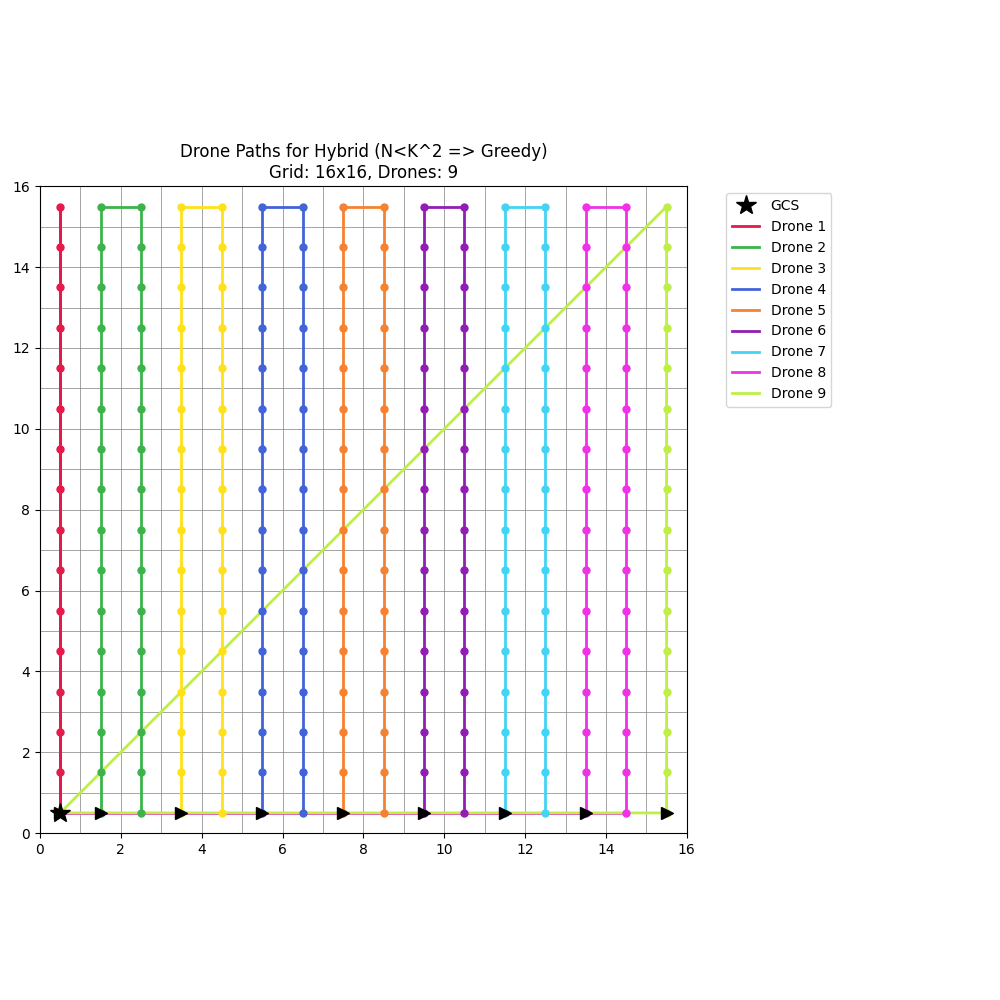 Drone Paths for Hybrid (N<K^2 => Greedy)
Grid: 16x16, Drones: 9
16
14
12
10
8
6
4
2
0
0 2 4 6 8 10 12 14 16
GCS
Drone 1
Drone 2
Drone 3
Drone 4
Drone 5
Drone 6
Drone 7
Drone 8
Drone 9